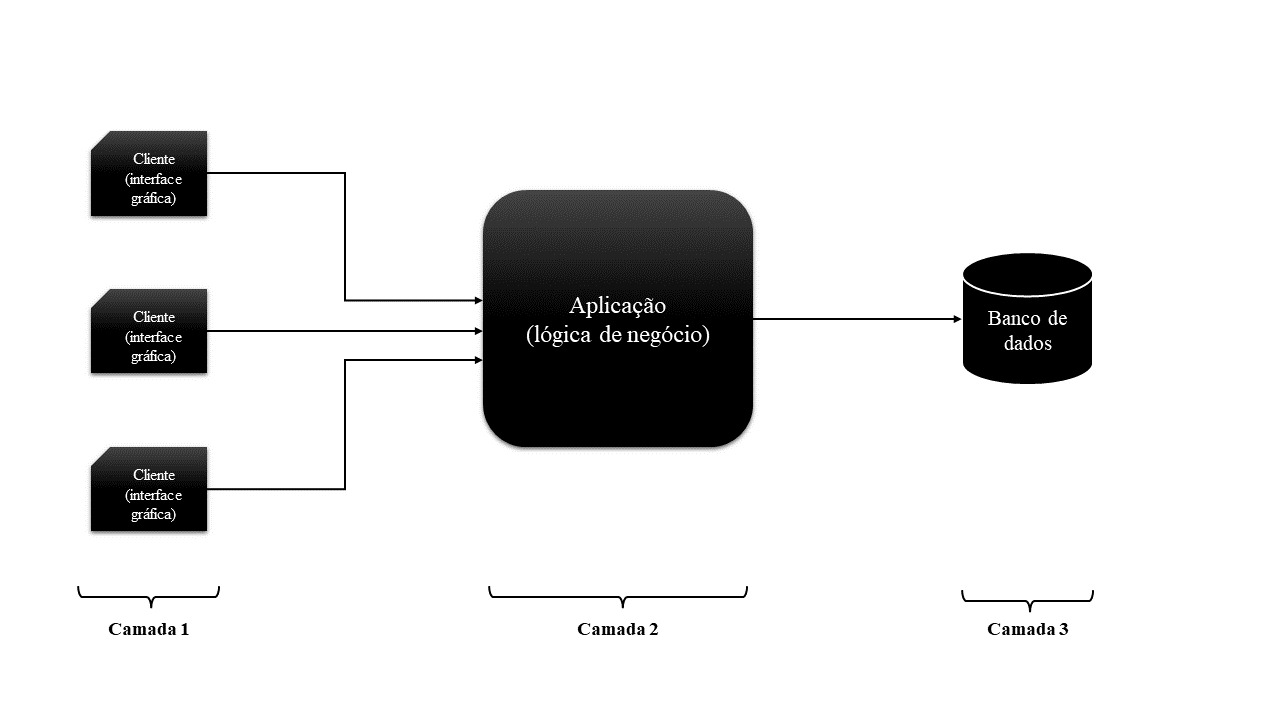 Cliente
(interface
gráfica)
Cliente
(interface
gráfica)
Cliente
(interface
gráfica)
Aplicação
(lógica de negócio)
Banco de
dados
Camada 1
Camada 2
Camada 3